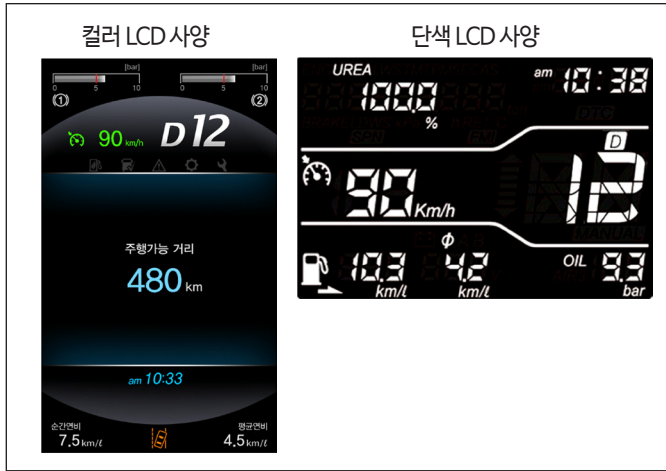 컬러 LCD 사양
[bar]
[bar]
0 5 10
0 5 10
(1)
(2)
90 km/h
D12
주행가능 거리
480 km
am 10:33
순간연비
7.5 km/ℓ
평균연비
4.5 km/ℓ
단색 LCD 사양
UREA
100.0
%
am 10:38
DTC
SPN
FMI
D
90 Km/h
12
MANUAL
10.3
km/ℓ
Φ
4.2
km/ℓ
OIL 9.3
bar